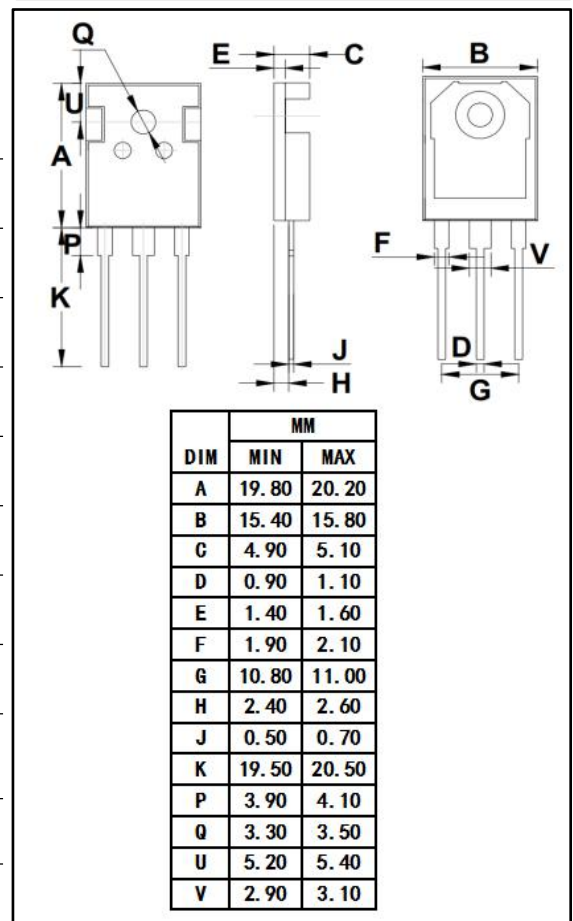 Q
E C B
U
A
P
F V
K
D
J
G
H
MM
DIM MIN MAX
A 19.80 20.20
B 15.40 15.80
C 4.90 5.10
D 0.90 1.10
E 1.40 1.60
F 1.90 2.10
G 10.80 11.00
H 2.40 2.60
J 0.50 0.70
K 19.50 20.50
P 3.90 4.10
Q 3.30 3.50
U 5.20 5.40
V 2.90 3.10